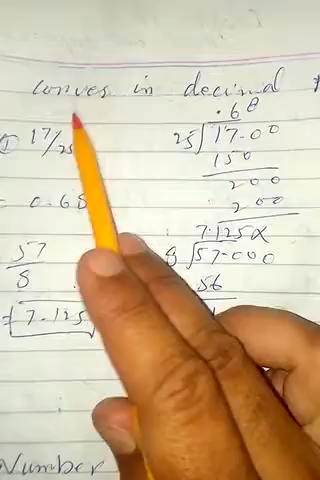 conves in decimal
.68
① 17/25 25)17.00
150
200
= 0.68 200
7.125
57/8 8)57.000
56
= 7.125
Number